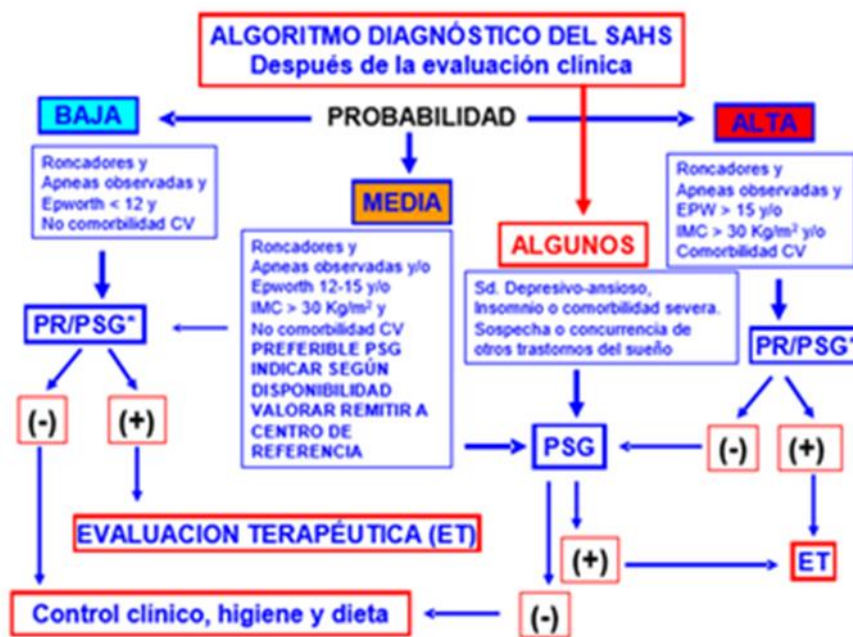 ALGORITMO DIAGNÓSTICO DEL SAHS
Después de la evaluación clínica
BAJA
PROBABILIDAD
ALTA
Roncadores y
Apneas observadas y
Epworth < 12 y
No comorbilidad CV
MEDIA
Roncadores y
Apneas observadas y/o
Epworth 12-15 y/o
IMC > 30 Kg/m² y
No comorbilidad CV
PREFERIBLE PSG
INDICAR SEGÚN
DISPONIBILIDAD
VALORAR REMITIR A
CENTRO DE
REFERENCIA
ALGUNOS
Sd. Depresivo-ansioso,
Insomnio o comorbilidad severa.
Sospecha o concurrencia de
otros trastornos del sueño
Roncadores y
Apneas observadas y
EPW > 15 y/o
IMC > 30 Kg/m² y/o
Comorbilidad CV
PR/PSG*
PR/PSG*
(-)
(+)
PSG
(-)
(+)
EVALUACION TERAPÉUTICA (ET)
(+)
ET
Control clínico, higiene y dieta
(-)